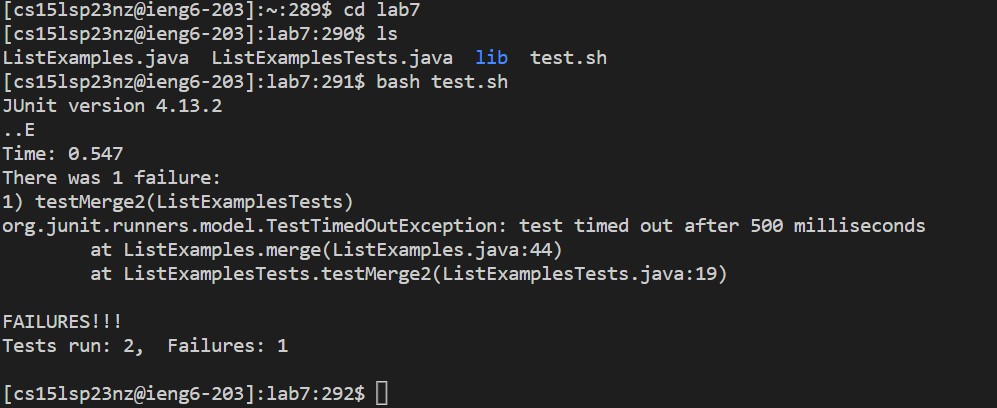 [cs15lsp23nz@ieng6-203]:~:289$ cd lab7
[cs15lsp23nz@ieng6-203]:lab7:290$ ls
ListExamples.java  ListExamplesTests.java  lib  test.sh
[cs15lsp23nz@ieng6-203]:lab7:291$ bash test.sh
JUnit version 4.13.2
..E
Time: 0.547
There was 1 failure:
1) testMerge2(ListExamplesTests)
org.junit.runners.model.TestTimedOutException: test timed out after 500 milliseconds
        at ListExamples.merge(ListExamples.java:44)
        at ListExamplesTests.testMerge2(ListExamplesTests.java:19)
FAILURES!!!
Tests run: 2,  Failures: 1
[cs15lsp23nz@ieng6-203]:lab7:292$